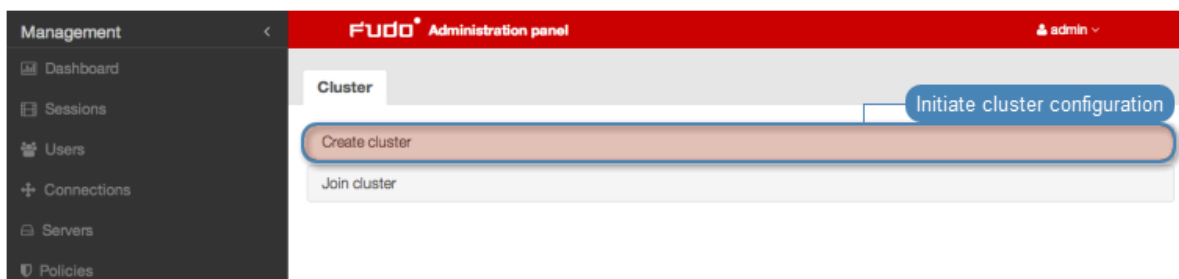 Management
FUDO Administration panel
admin
Dashboard
Sessions
Users
Connections
Servers
Policies
Cluster
Initiate cluster configuration
Create cluster
Join cluster